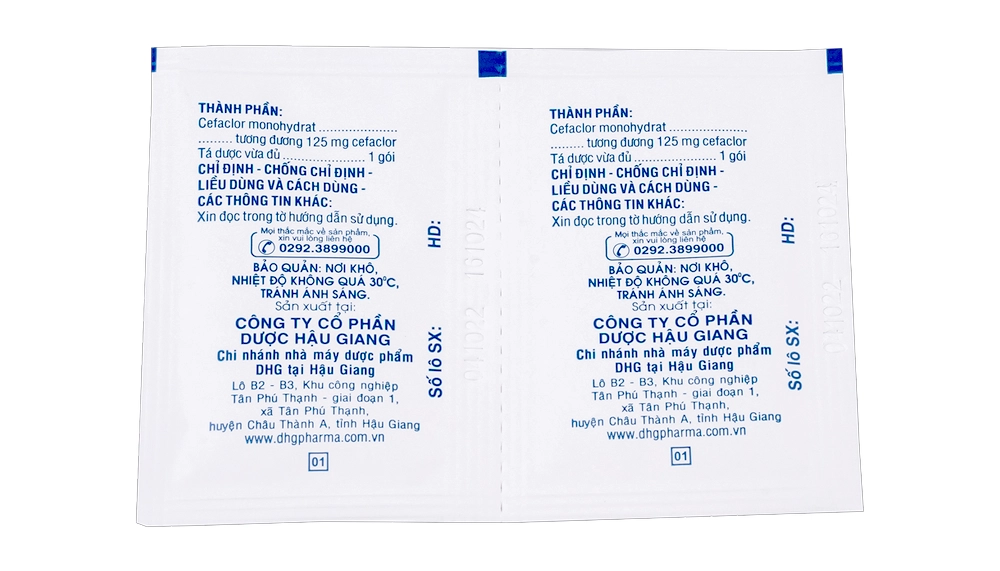 THÀNH PHẦN:
Cefaclor monohydrat .....................
......... tương đương 125 mg cefaclor
Tá dược vừa đủ ...................... 1 gói
CHỈ ĐỊNH - CHỐNG CHỈ ĐỊNH -
LIỀU DÙNG VÀ CÁCH DÙNG -
CÁC THÔNG TIN KHÁC:
Xin đọc trong tờ hướng dẫn sử dụng.
Mọi thắc mắc về sản phẩm,
xin vui lòng liên hệ
0292.3899000
BẢO QUẢN: NƠI KHÔ,
NHIỆT ĐỘ KHÔNG QUÁ 30°C,
TRÁNH ÁNH SÁNG.
Sản xuất tại:
CÔNG TY CỔ PHẦN
DƯỢC HẬU GIANG
Chi nhánh nhà máy dược phẩm
DHG tại Hậu Giang
Lô B2 - B3, Khu công nghiệp
Tân Phú Thạnh - giai đoạn 1,
xã Tân Phú Thạnh,
huyện Châu Thành A, tỉnh Hậu Giang
www.dhgpharma.com.vn
01
Số lô SX:
HD:
THÀNH PHẦN:
Cefaclor monohydrat .....................
......... tương đương 125 mg cefaclor
Tá dược vừa đủ ...................... 1 gói
CHỈ ĐỊNH - CHỐNG CHỈ ĐỊNH -
LIỀU DÙNG VÀ CÁCH DÙNG -
CÁC THÔNG TIN KHÁC:
Xin đọc trong tờ hướng dẫn sử dụng.
Mọi thắc mắc về sản phẩm,
xin vui lòng liên hệ
0292.3899000
BẢO QUẢN: NƠI KHÔ,
NHIỆT ĐỘ KHÔNG QUÁ 30°C,
TRÁNH ÁNH SÁNG.
Sản xuất tại:
CÔNG TY CỔ PHẦN
DƯỢC HẬU GIANG
Chi nhánh nhà máy dược phẩm
DHG tại Hậu Giang
Lô B2 - B3, Khu công nghiệp
Tân Phú Thạnh - giai đoạn 1,
xã Tân Phú Thạnh,
huyện Châu Thành A, tỉnh Hậu Giang
www.dhgpharma.com.vn
01
Số lô SX:
HD: